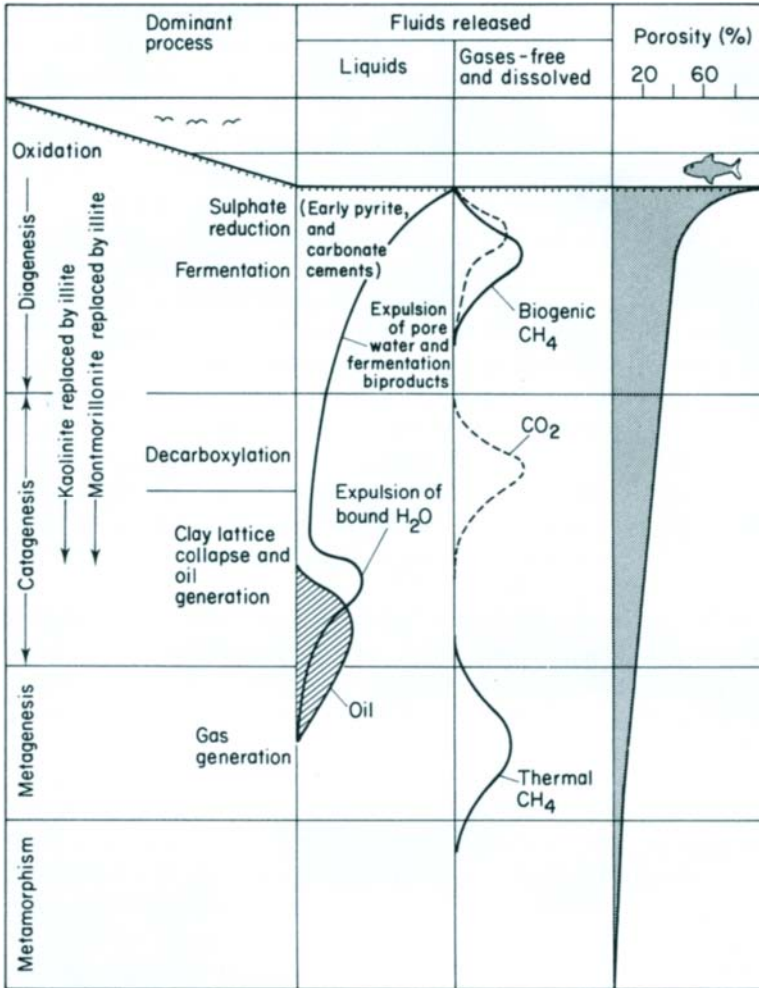 Dominant
process
Fluids released
Liquids
Gases-free
and dissolved
Porosity (%)
20 60
Oxidation
Diagenesis
Catagenesis
Metagenesis
Metamorphism
Kaolinite replaced by illite
Montmorillonite replaced by illite
Sulphate
reduction
Fermentation
(Early pyrite,
and
carbonate
cements)
Expulsion
of pore
water and
fermentation
biproducts
Biogenic
CH4
Decarboxylation
CO2
Expulsion of
bound H2O
Clay lattice
collapse and
oil
generation
Oil
Gas
generation
Thermal
CH4